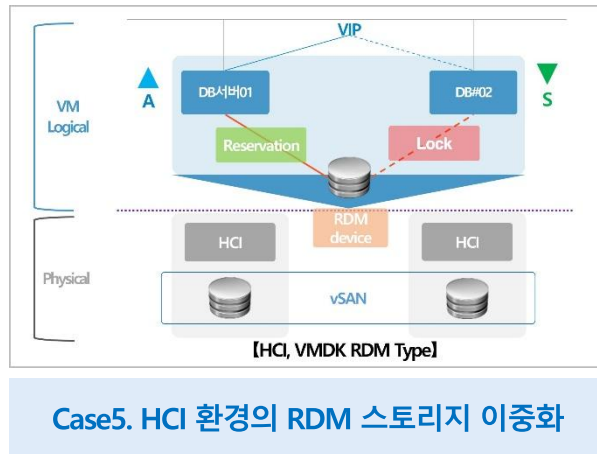 VIP
VM
Logical
A
DB서버01
DB#02
S
Reservation
Lock
RDM
device
Physical
HCI
HCI
vSAN
【HCI, VMDK RDM Type】
Case5. HCI 환경의 RDM 스토리지 이중화